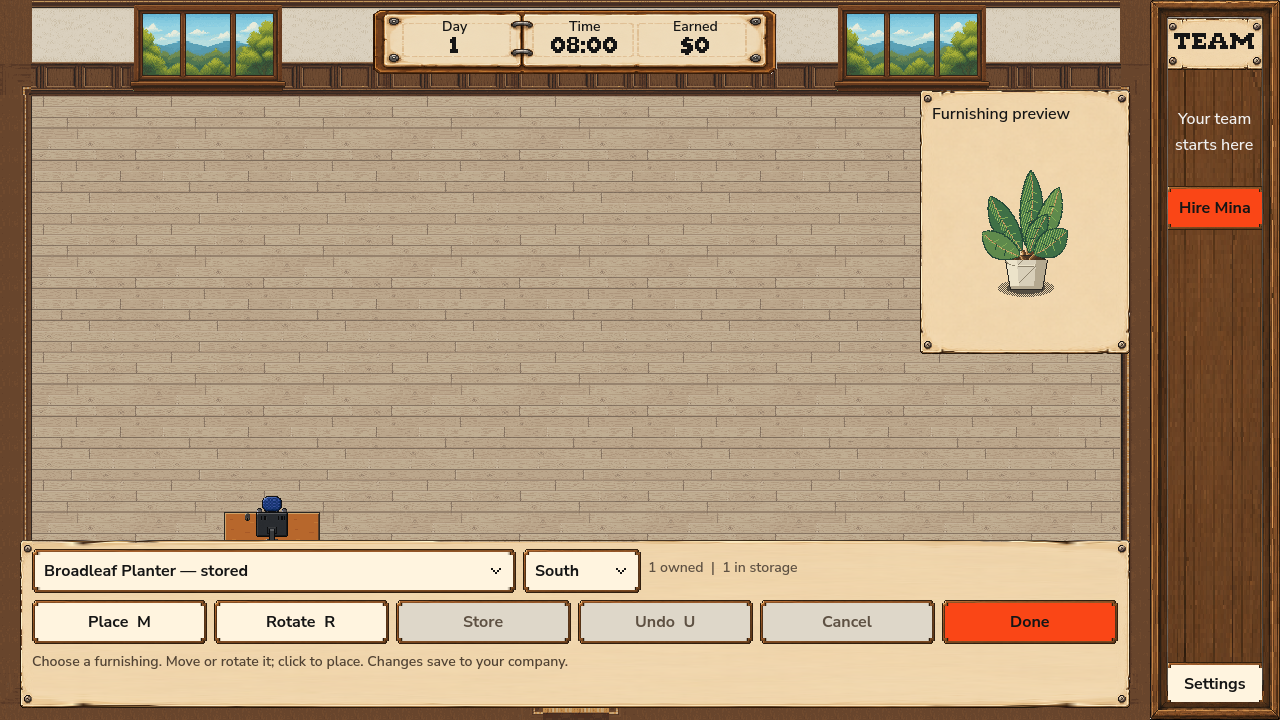 Day
1
Time
08:00
Earned
$0
TEAM
Your team
starts here
Hire Mina
Furnishing preview
Broadleaf Planter — stored
South
1 owned | 1 in storage
Place M
Rotate R
Store
Undo U
Cancel
Done
Choose a furnishing. Move or rotate it; click to place. Changes save to your company.
Settings